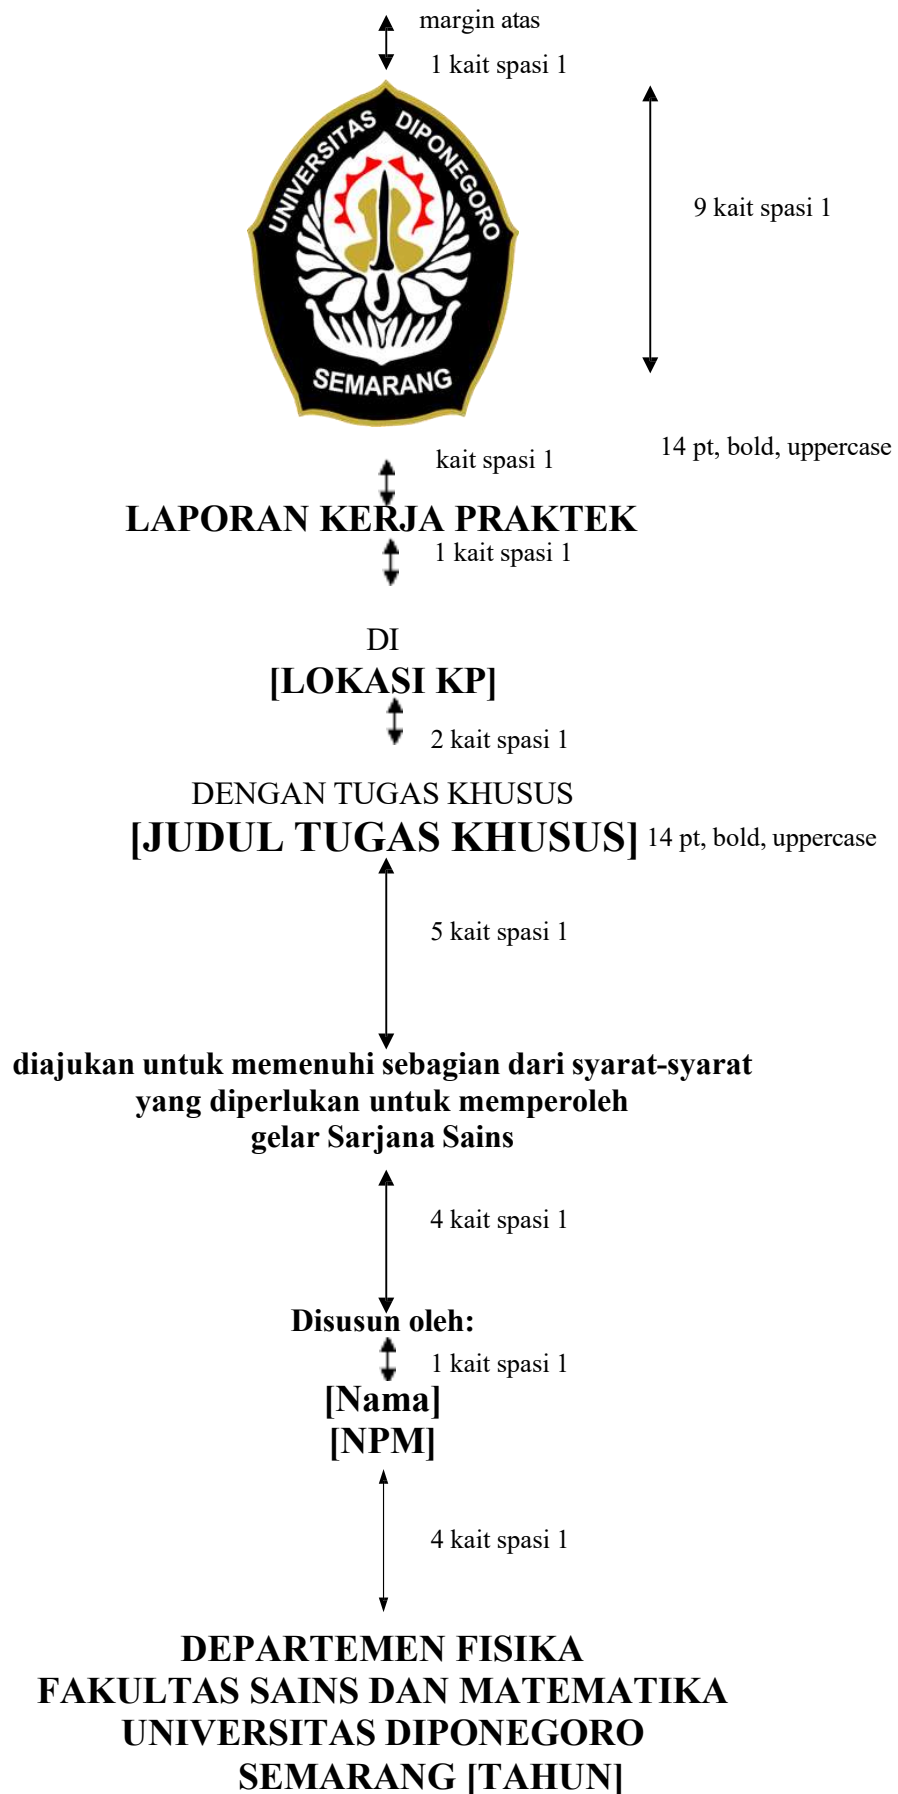 margin atas
1 kait spasi 1
UNIVERSITAS DIPONEGORO
9 kait spasi 1
SEMARANG
14 pt, bold, uppercase
kait spasi 1
LAPORAN KERJA PRAKTEK
1 kait spasi 1
DI
[LOKASI KP]
2 kait spasi 1
DENGAN TUGAS KHUSUS
[JUDUL TUGAS KHUSUS] 14 pt, bold, uppercase
5 kait spasi 1
diajukan untuk memenuhi sebagian dari syarat-syarat
yang diperlukan untuk memperoleh
gelar Sarjana Sains
4 kait spasi 1
Disusun oleh:
1 kait spasi 1
[Nama]
[NPM]
4 kait spasi 1
DEPARTEMEN FISIKA
FAKULTAS SAINS DAN MATEMATIKA
UNIVERSITAS DIPONEGORO
SEMARANG [TAHUN]